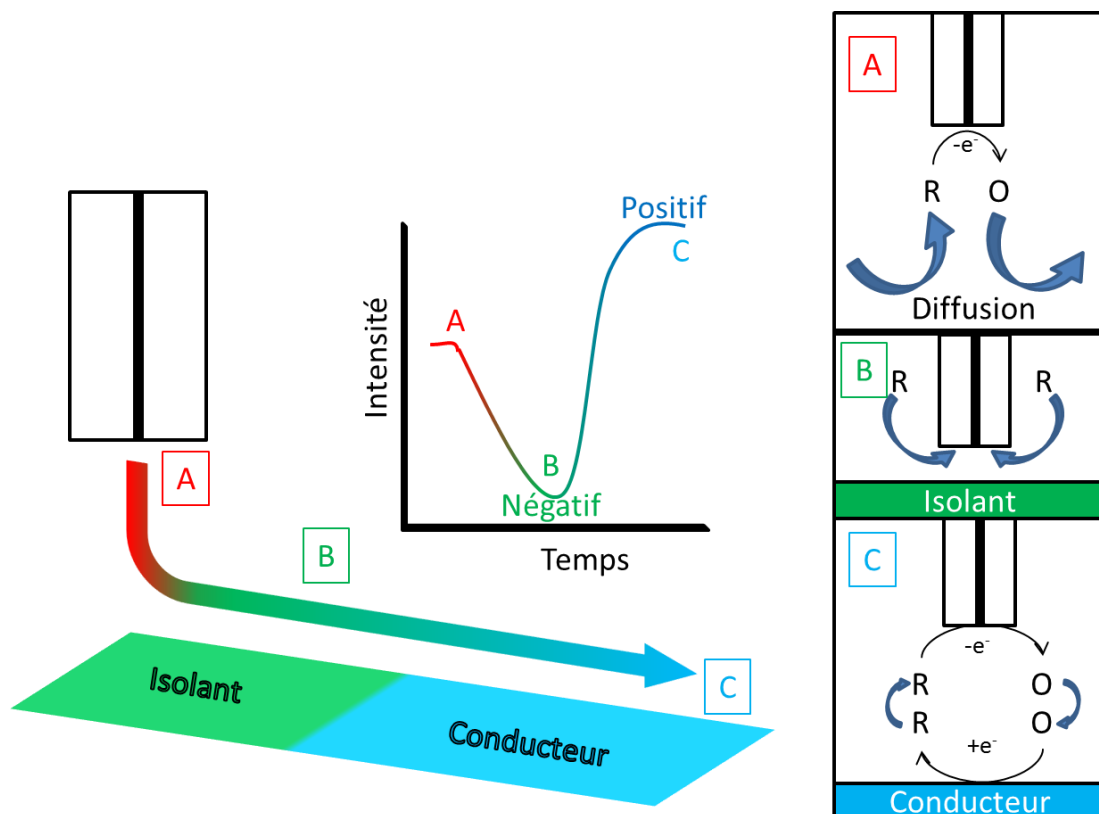 A
B
C
Isolant
Conducteur
Intensité
Temps
A
B
Négatif
Positif
C
A
-e⁻
R O
Diffusion
B
R R
Isolant
C
-e⁻
R O
R O
+e⁻
Conducteur